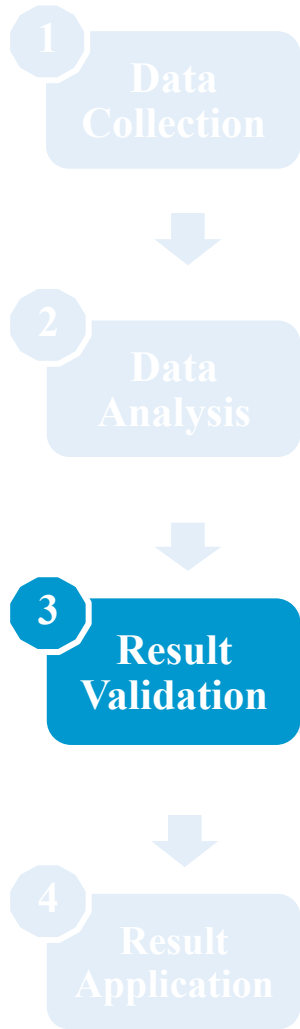 1
Data
Collection
2
Data
Analysis
3
Result
Validation
4
Result
Application